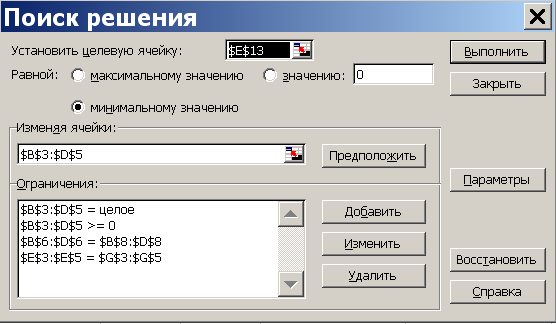 Поиск решения
Установить целевую ячейку: $E$13 Выполнить
Равной: максимальному значению значению: 0 Закрыть
минимальному значению
Изменяя ячейки:
$B$3:$D$5 Предположить
Ограничения: Параметры
$B$3:$D$5 = целое Добавить
$B$3:$D$5 >= 0
$B$6:$D$6 = $B$8:$D$8 Изменить
$E$3:$E$5 = $G$3:$G$5 Восстановить
Удалить
Справка